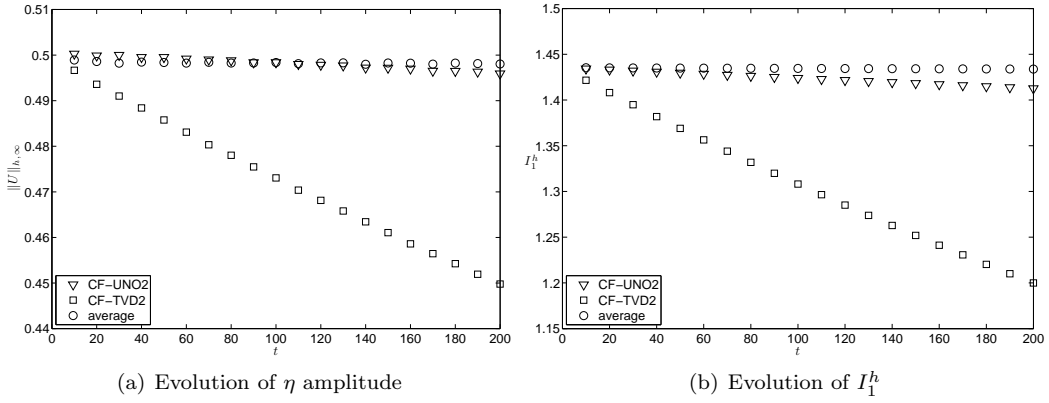 0.51
0.5
0.49
0.48
0.47
0.46
0.45
0.44
‖U‖h,∞
CF−UNO2
CF−TVD2
average
0 20 40 60 80 100 120 140 160 180 200
t
(a) Evolution of η amplitude
1.5
1.45
1.4
1.35
1.3
1.25
1.2
1.15
I₁ʰ
CF−UNO2
CF−TVD2
average
0 20 40 60 80 100 120 140 160 180 200
t
(b) Evolution of I₁ʰ